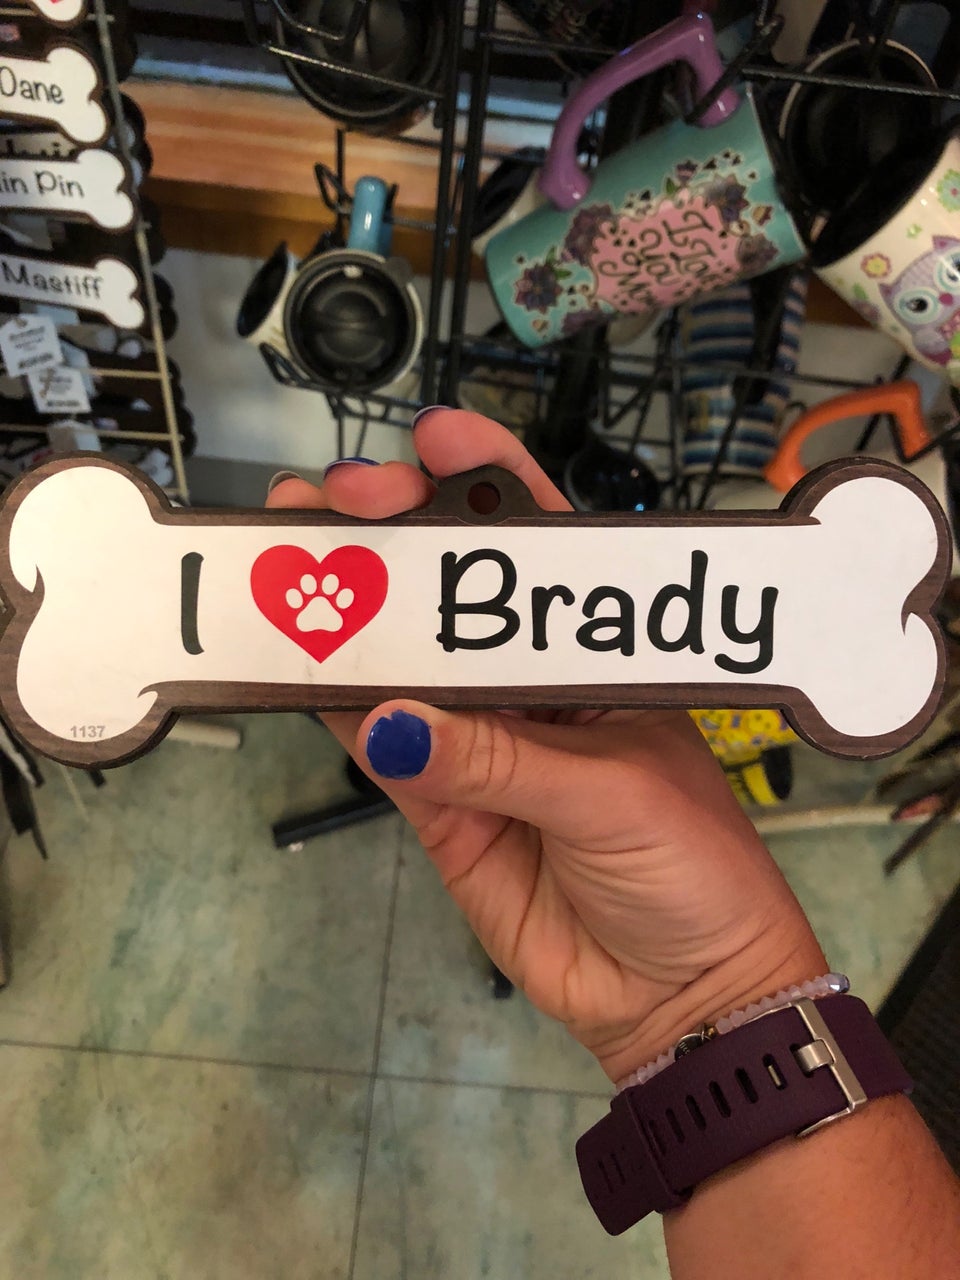 Dane
in Pin
Mastiff
I Brady
1137